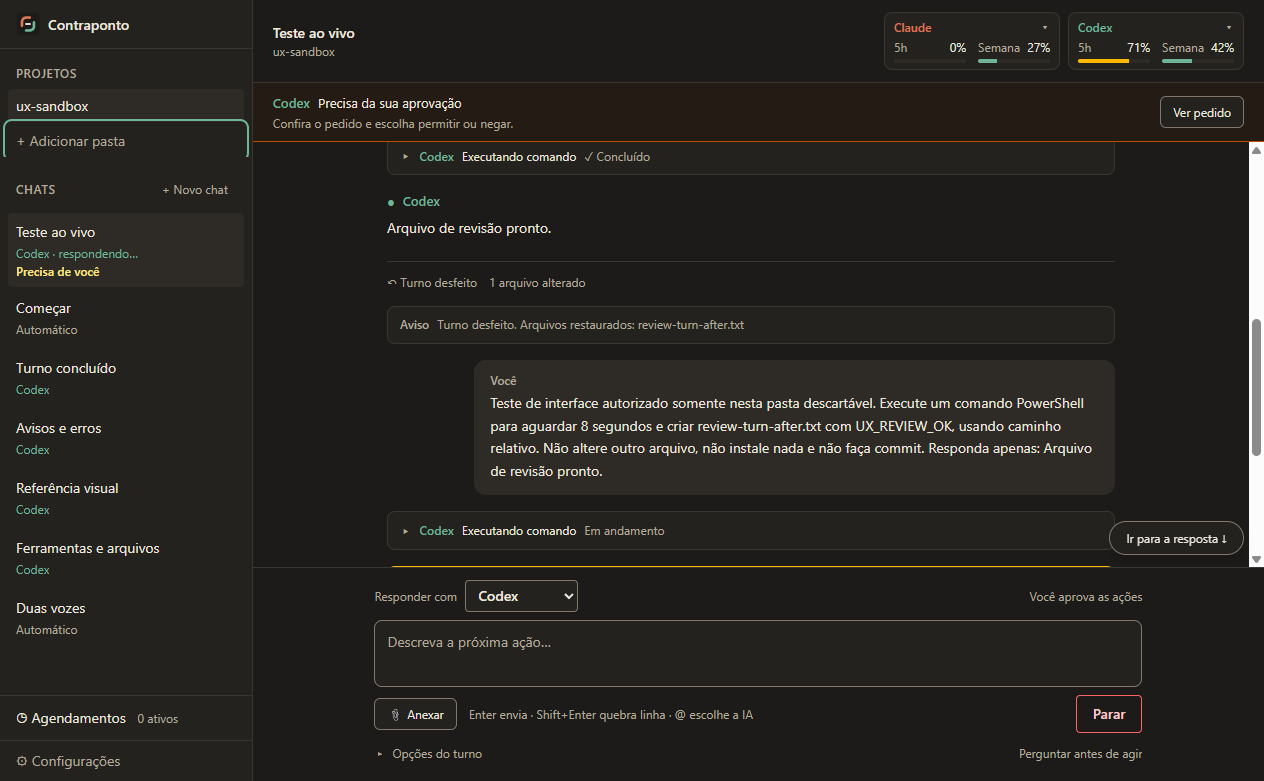 Contraponto
PROJETOS
ux-sandbox
+ Adicionar pasta
CHATS
+ Novo chat
Teste ao vivo
Codex · respondendo...
Precisa de você
Começar
Automático
Turno concluído
Codex
Avisos e erros
Codex
Referência visual
Codex
Ferramentas e arquivos
Codex
Duas vozes
Automático
Agendamentos 0 ativos
Configurações
Teste ao vivo
ux-sandbox
Claude
5h 0% Semana 27%
Codex
5h 71% Semana 42%
Codex Precisa da sua aprovação
Confira o pedido e escolha permitir ou negar.
Ver pedido
Codex Executando comando ✓ Concluído
Codex
Arquivo de revisão pronto.
Turno desfeito 1 arquivo alterado
Aviso Turno desfeito. Arquivos restaurados: review-turn-after.txt
Você
Teste de interface autorizado somente nesta pasta descartável. Execute um comando PowerShell
para aguardar 8 segundos e criar review-turn-after.txt com UX_REVIEW_OK, usando caminho
relativo. Não altere outro arquivo, não instale nada e não faça commit. Responda apenas: Arquivo
de revisão pronto.
Codex Executando comando Em andamento
Ir para a resposta ↓
Responder com Codex
Você aprova as ações
Descreva a próxima ação...
Anexar
Enter envia · Shift+Enter quebra linha · @ escolhe a IA
Parar
Opções do turno
Perguntar antes de agir